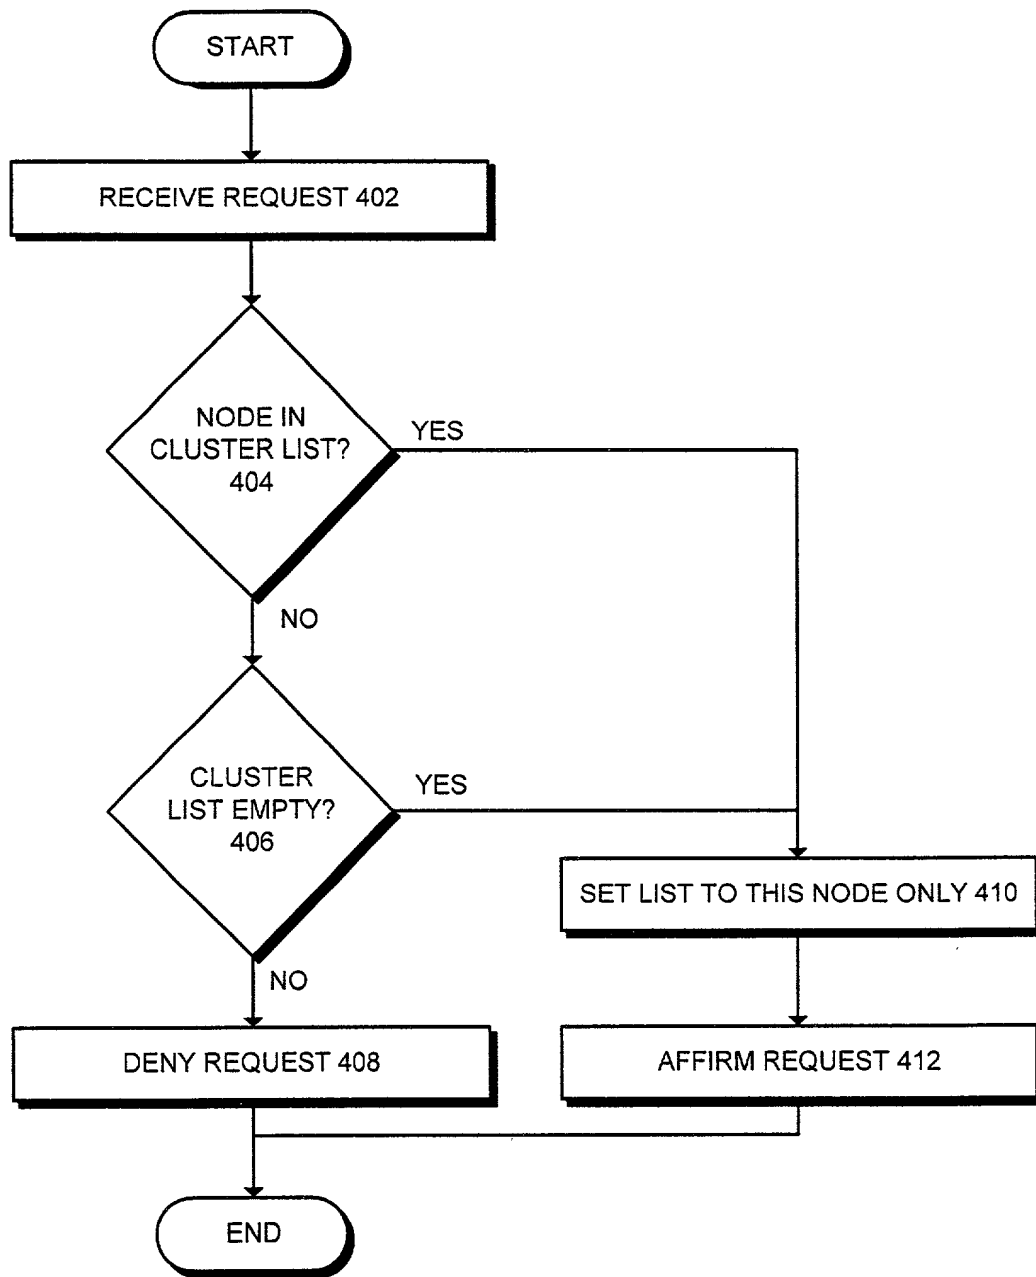 START
RECEIVE REQUEST 402
NODE IN
CLUSTER LIST?
404
YES
NO
CLUSTER
LIST EMPTY?
406
YES
NO
SET LIST TO THIS NODE ONLY 410
DENY REQUEST 408
AFFIRM REQUEST 412
END